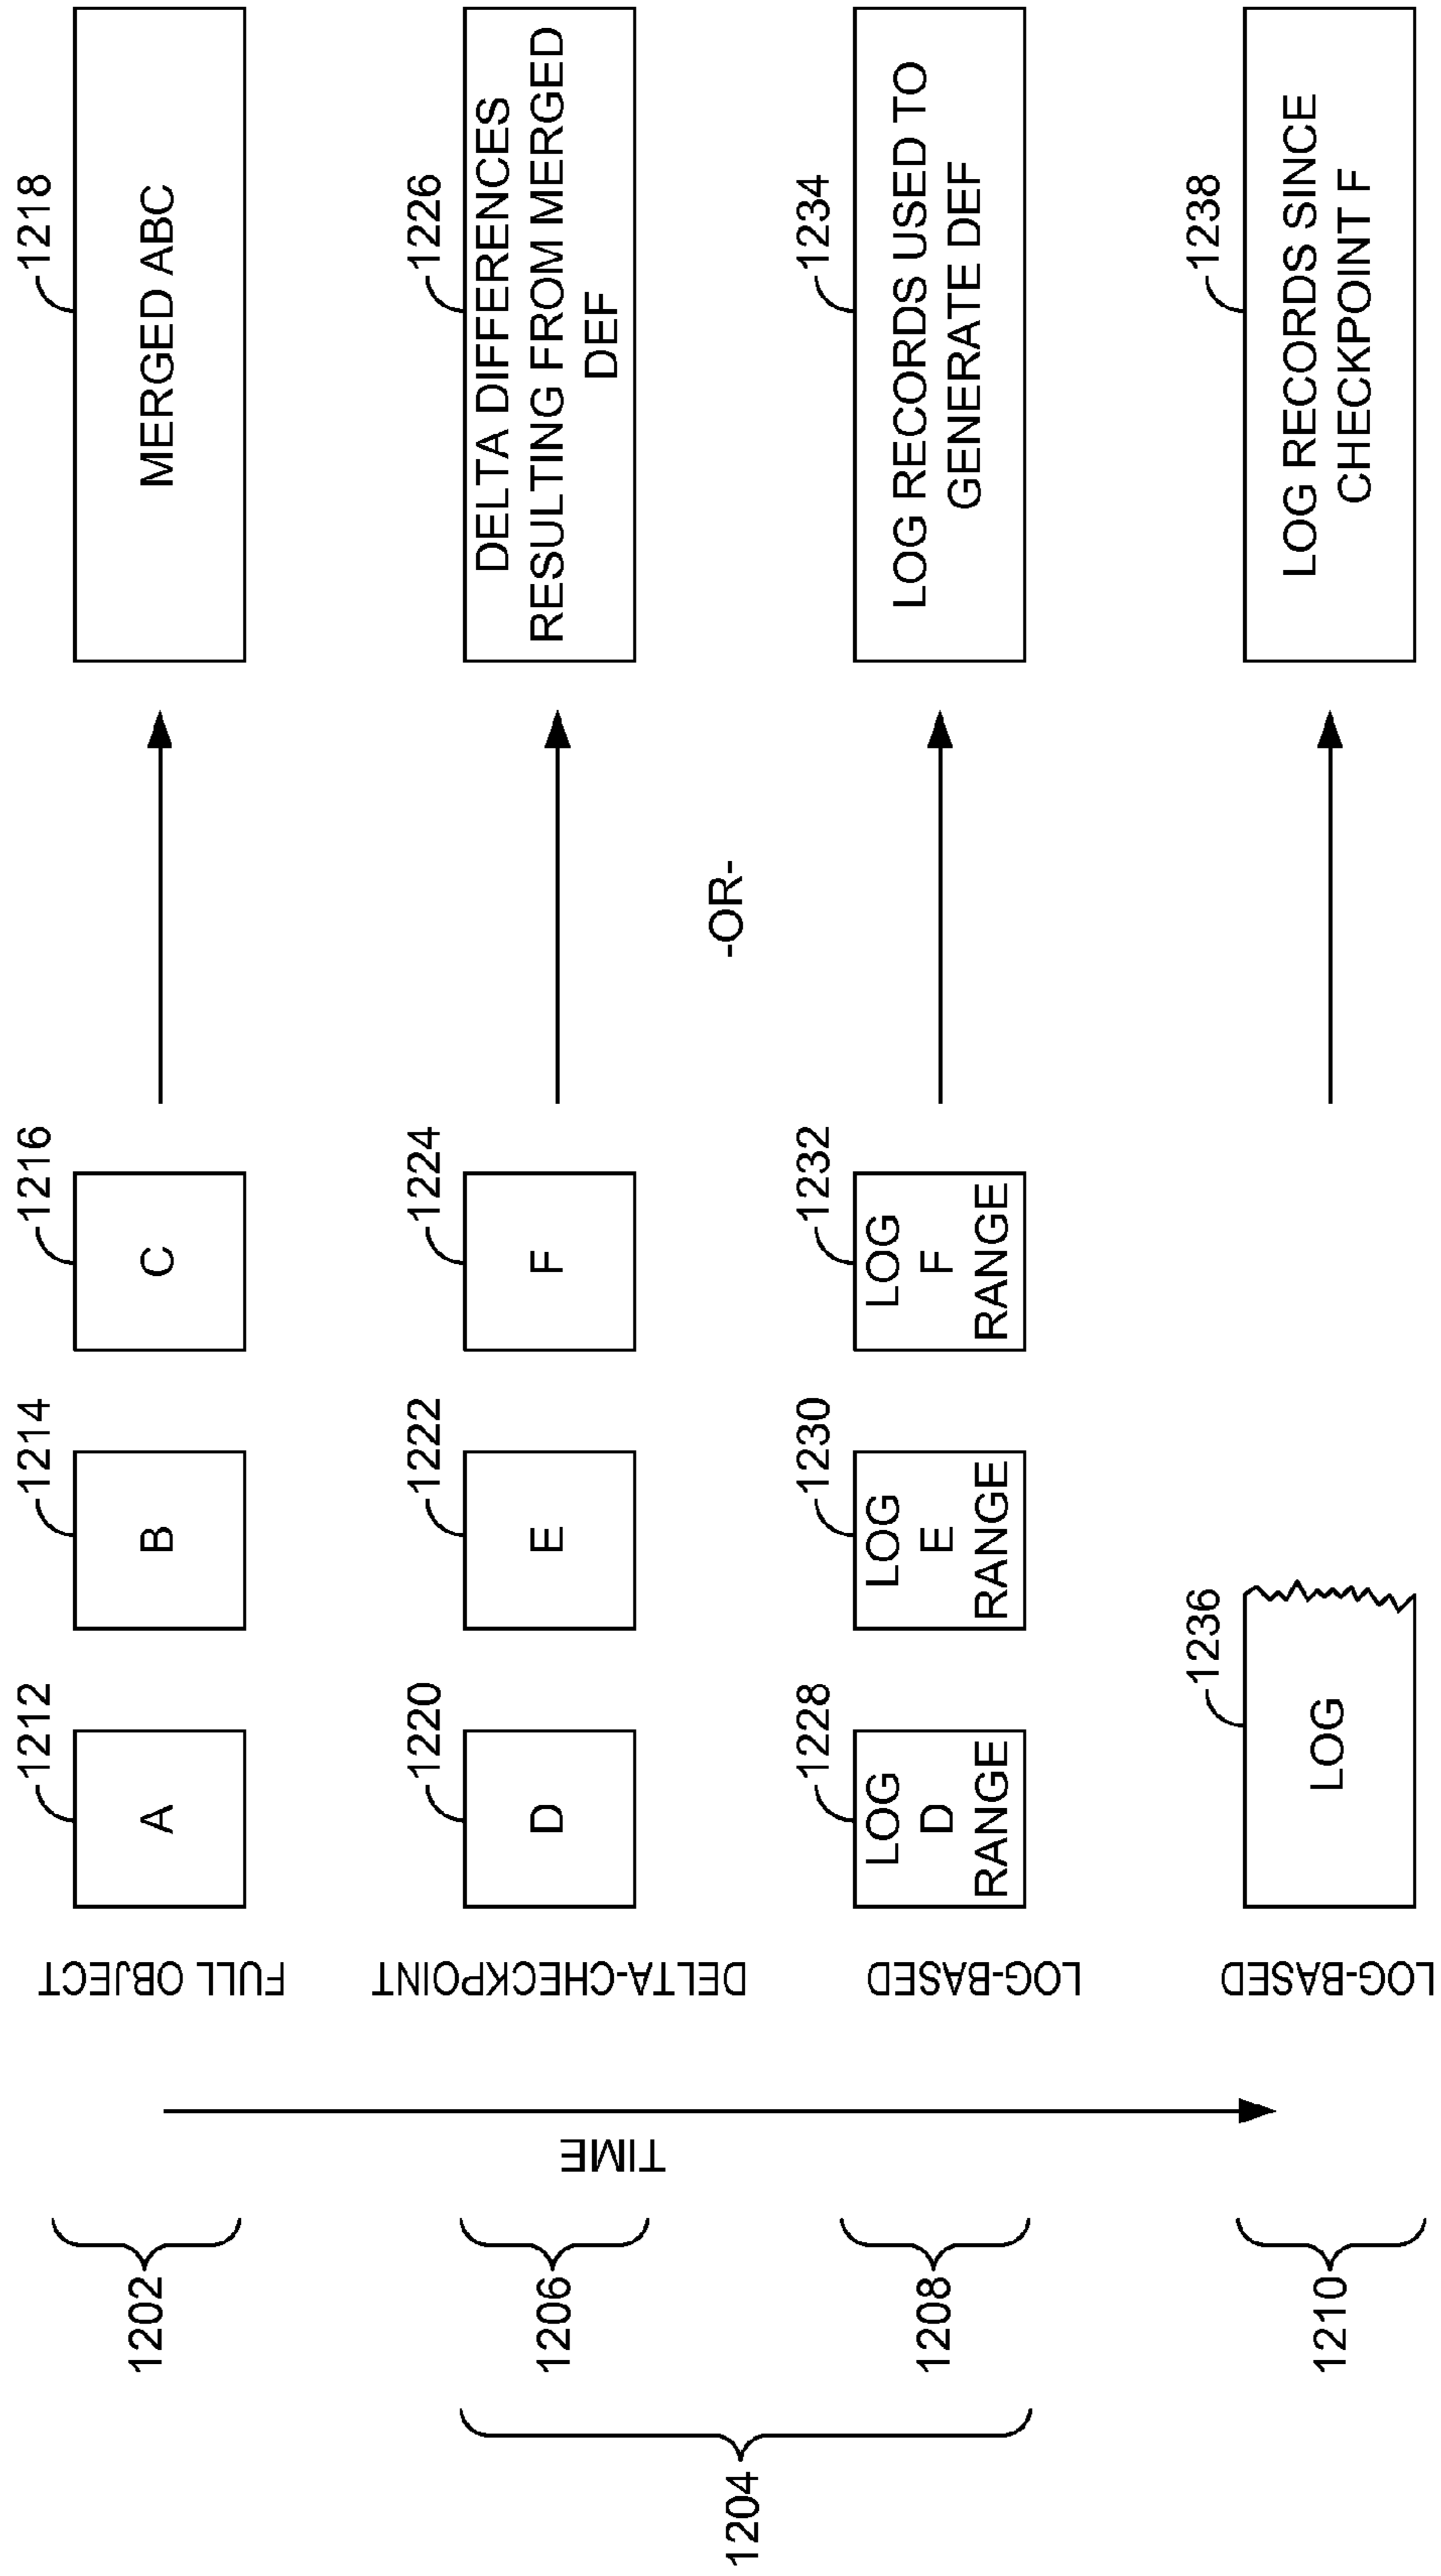 1202
FULL OBJECT
1212
A
1214
B
1216
C
1218
MERGED ABC
1204
1206
TIME
DELTA-CHECKPOINT
1220
D
1222
E
1224
F
1226
DELTA DIFFERENCES
RESULTING FROM MERGED
DEF
-OR-
1208
LOG-BASED
1228
LOG
D
RANGE
1230
LOG
E
RANGE
1232
LOG
F
RANGE
1234
LOG RECORDS USED TO
GENERATE DEF
1210
LOG-BASED
1236
LOG
1238
LOG RECORDS SINCE
CHECKPOINT F